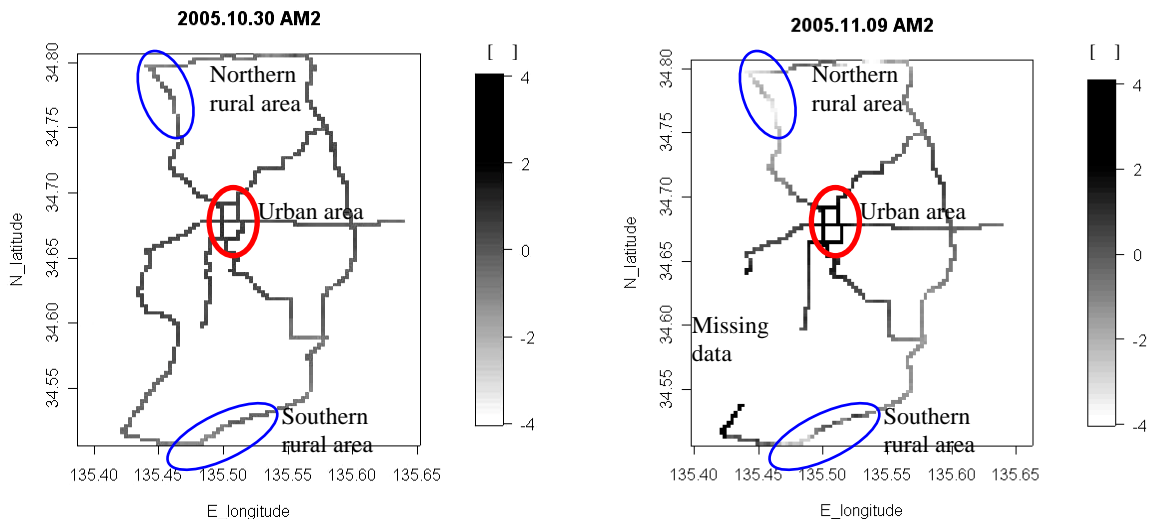 2005.10.30 AM2
[ ]
34.80
34.75
34.70
34.65
34.60
34.55
N_latitude
Northern
rural area
Urban area
Southern
rural area
135.40 135.45 135.50 135.55 135.60 135.65
E_longitude
4
2
0
-2
-4
2005.11.09 AM2
[ ]
34.80
34.75
34.70
34.65
34.60
34.55
N_latitude
Northern
rural area
Urban area
Missing
data
Southern
rural area
135.40 135.45 135.50 135.55 135.60 135.65
E_longitude
4
2
0
-2
-4